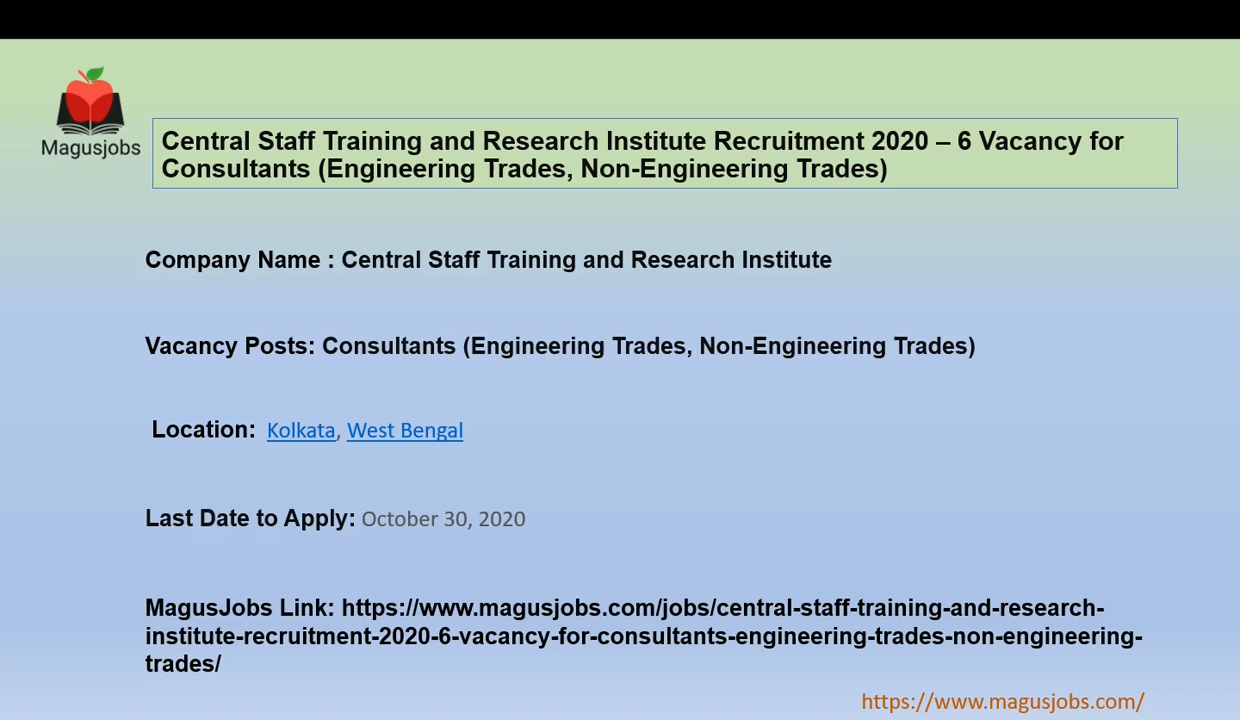 Magusjobs
Central Staff Training and Research Institute Recruitment 2020 – 6 Vacancy for
Consultants (Engineering Trades, Non-Engineering Trades)
Company Name : Central Staff Training and Research Institute
Vacancy Posts: Consultants (Engineering Trades, Non-Engineering Trades)
Location: Kolkata, West Bengal
Last Date to Apply: October 30, 2020
MagusJobs Link: https://www.magusjobs.com/jobs/central-staff-training-and-research-
institute-recruitment-2020-6-vacancy-for-consultants-engineering-trades-non-engineering-
trades/
https://www.magusjobs.com/